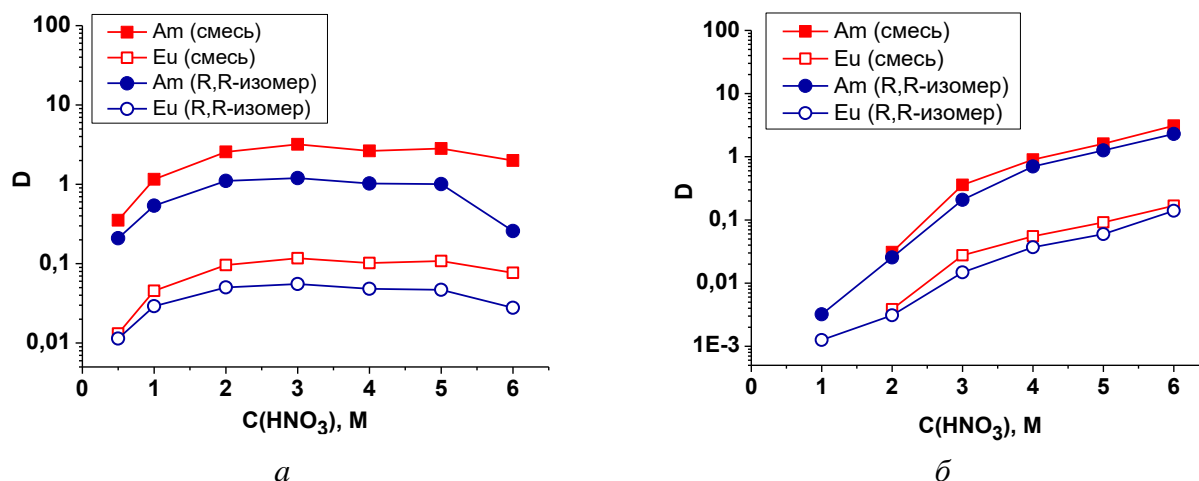 100
10
1
0,1
0,01
D
Am (смесь)
Eu (смесь)
Am (R,R-изомер)
Eu (R,R-изомер)
0 1 2 3 4 5 6
C(HNO3), M
а
100
10
1
0,1
0,01
1E-3
D
Am (смесь)
Eu (смесь)
Am (R,R-изомер)
Eu (R,R-изомер)
0 1 2 3 4 5 6
C(HNO3), M
б